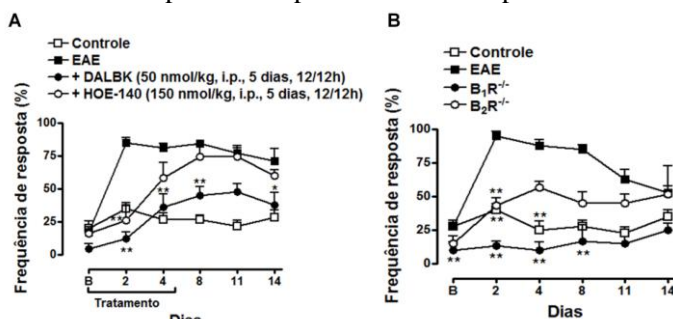 A
Controle
EAE
+ DALBK (50 nmol/kg, i.p., 5 dias, 12/12h)
+ HOE-140 (150 nmol/kg, i.p., 5 dias, 12/12h)
Frequência de resposta (%)
100
75
50
25
0
**
**
**
**
*
B 2 4 8 11 14
Tratamento
Dias
B
Controle
EAE
B₁R⁻/⁻
B₂R⁻/⁻
Frequência de resposta (%)
100
75
50
25
0
**
**
**
**
**
**
**
B 2 4 8 11 14
Dias